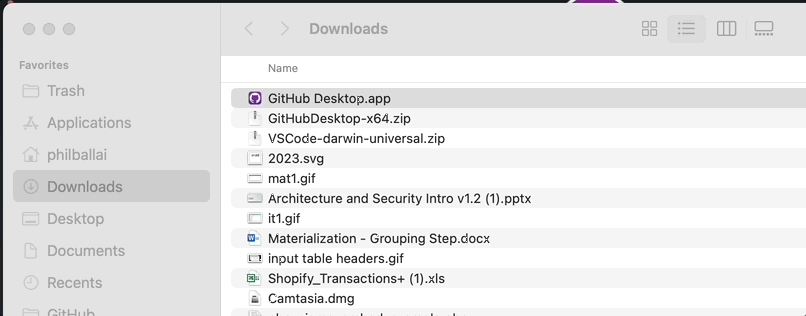 Downloads
Favorites
Trash
Applications
philballai
Downloads
Desktop
Documents
Recents
GitHub
Name
GitHub Desktop.app
GitHubDesktop-x64.zip
VSCode-darwin-universal.zip
2023.svg
mat1.gif
Architecture and Security Intro v1.2 (1).pptx
it1.gif
Materialization - Grouping Step.docx
input table headers.gif
Shopify_Transactions+ (1).xls
Camtasia.dmg